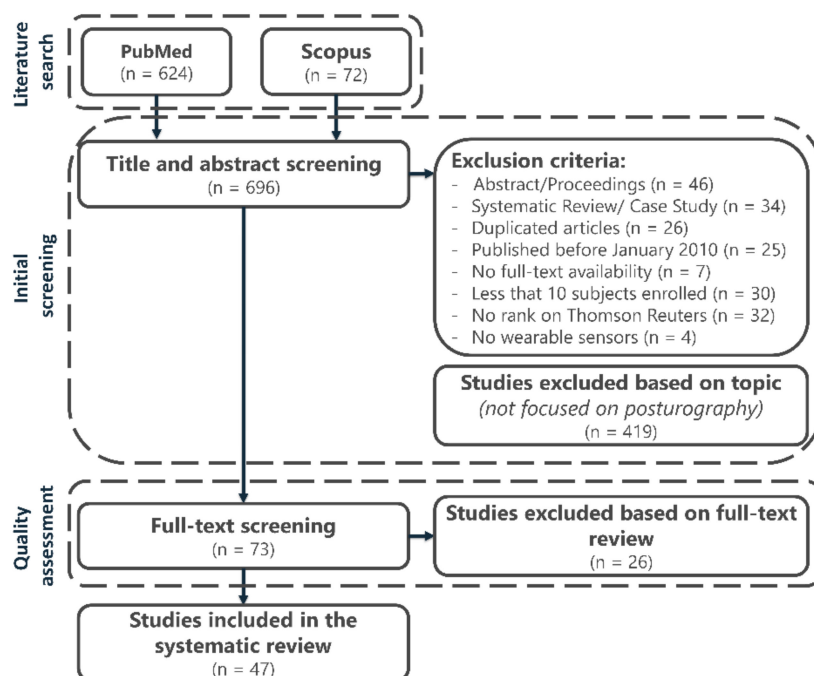 Literature
search
PubMed
(n = 624)
Scopus
(n = 72)
Initial
screening
Title and abstract screening
(n = 696)
Exclusion criteria:
- Abstract/Proceedings (n = 46)
- Systematic Review/ Case Study (n = 34)
- Duplicated articles (n = 26)
- Published before January 2010 (n = 25)
- No full-text availability (n = 7)
- Less that 10 subjects enrolled (n = 30)
- No rank on Thomson Reuters (n = 32)
- No wearable sensors (n = 4)
Studies excluded based on topic
(not focused on posturography)
(n = 419)
Quality
assessment
Full-text screening
(n = 73)
Studies excluded based on full-text
review
(n = 26)
Studies included in the
systematic review
(n = 47)